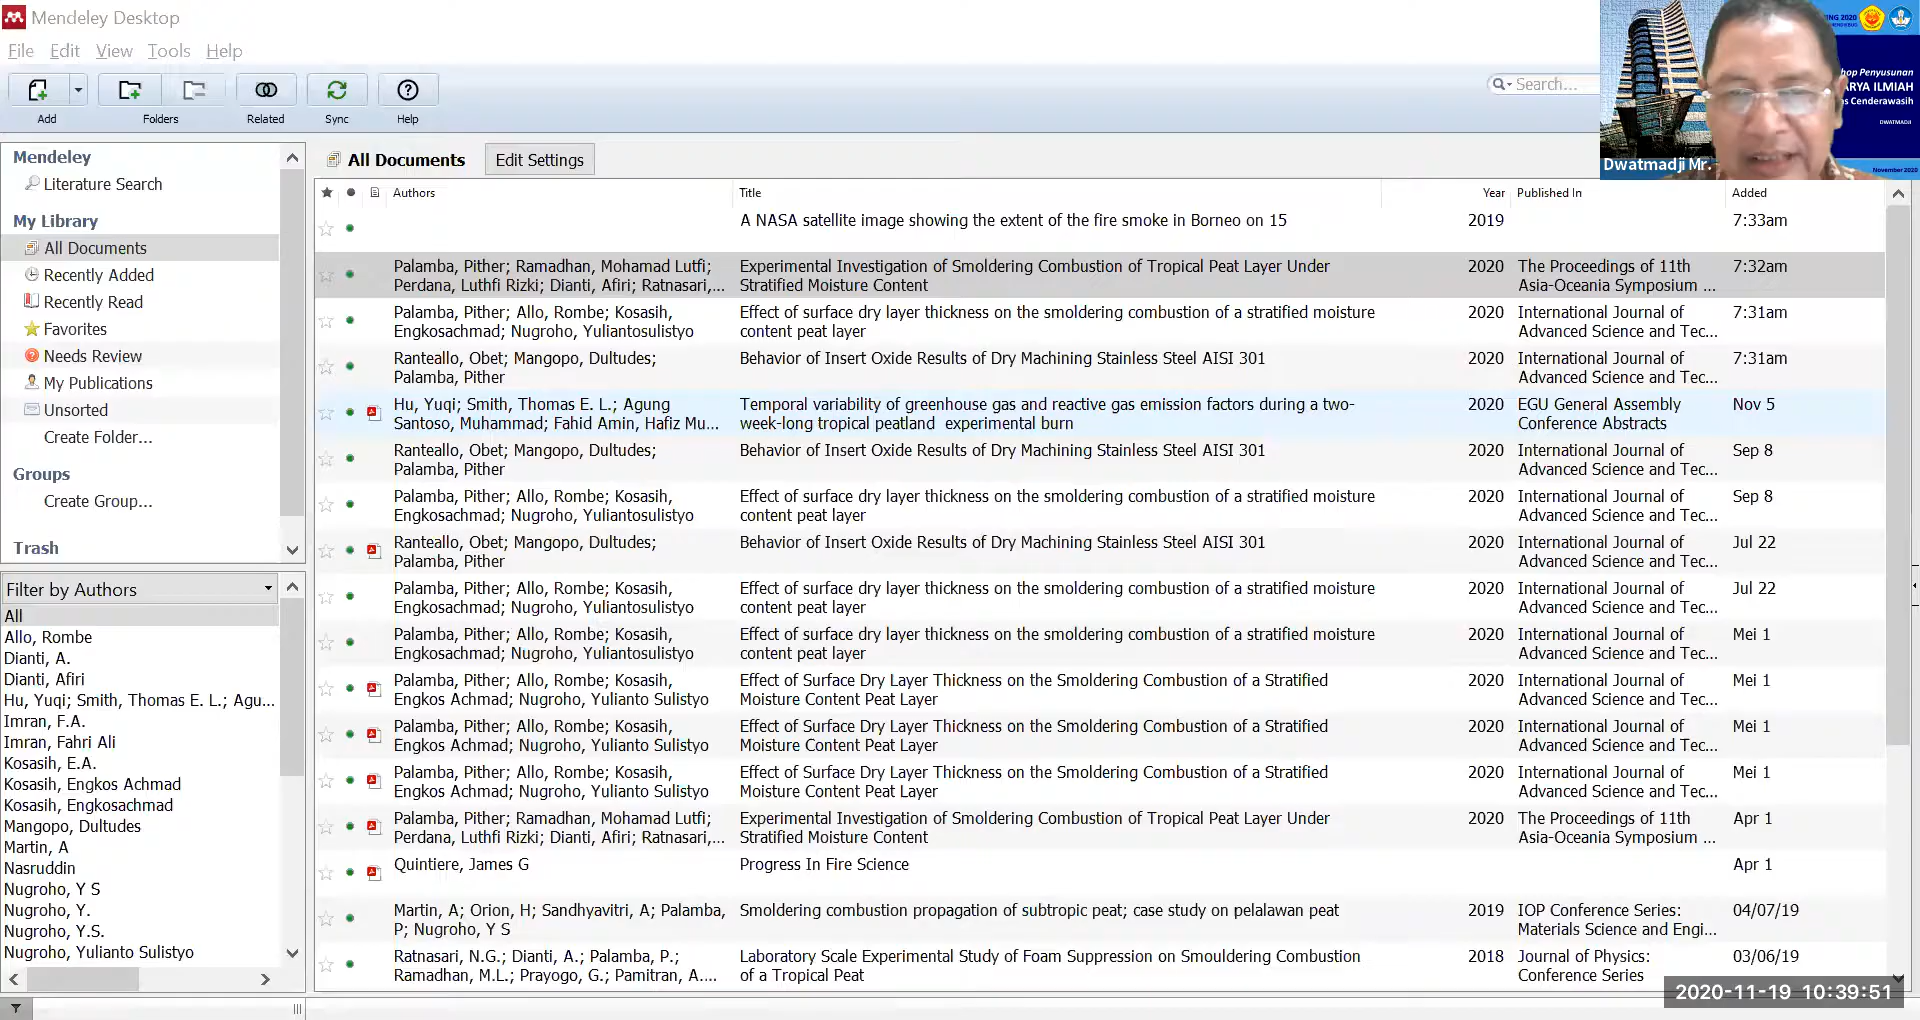 Mendeley Desktop
File Edit View Tools Help
Add Folders Related Sync Help
Search...
NG 2020
hop Penyusunan
ARYA ILMIAH
s Cenderawasih
DWATMADJI
November 2020
Dwatmadji Mr.
Mendeley
Literature Search
My Library
All Documents
Recently Added
Recently Read
Favorites
Needs Review
My Publications
Unsorted
Create Folder...
Groups
Create Group...
Trash
Filter by Authors
All
Allo, Rombe
Dianti, A.
Dianti, Afiri
Hu, Yuqi; Smith, Thomas E. L.; Agu...
Imran, F.A.
Imran, Fahri Ali
Kosasih, E.A.
Kosasih, Engkos Achmad
Kosasih, Engkosachmad
Mangopo, Dultudes
Martin, A
Nasruddin
Nugroho, Y S
Nugroho, Y.
Nugroho, Y.S.
Nugroho, Yulianto Sulistyo
All Documents Edit Settings
Authors Title Year Published In Added
A NASA satellite image showing the extent of the fire smoke in Borneo on 15 2019 7:33am
Palamba, Pither; Ramadhan, Mohamad Lutfi; Experimental Investigation of Smoldering Combustion of Tropical Peat Layer Under 2020 The Proceedings of 11th 7:32am
Perdana, Luthfi Rizki; Dianti, Afiri; Ratnasari,... Stratified Moisture Content Asia-Oceania Symposium ...
Palamba, Pither; Allo, Rombe; Kosasih, Effect of surface dry layer thickness on the smoldering combustion of a stratified moisture 2020 International Journal of 7:31am
Engkosachmad; Nugroho, Yuliantosulistyo content peat layer Advanced Science and Tec...
Ranteallo, Obet; Mangopo, Dultudes; Behavior of Insert Oxide Results of Dry Machining Stainless Steel AISI 301 2020 International Journal of 7:31am
Palamba, Pither Advanced Science and Tec...
Hu, Yuqi; Smith, Thomas E. L.; Agung Temporal variability of greenhouse gas and reactive gas emission factors during a two- 2020 EGU General Assembly Nov 5
Santoso, Muhammad; Fahid Amin, Hafiz Mu... week-long tropical peatland experimental burn Conference Abstracts
Ranteallo, Obet; Mangopo, Dultudes; Behavior of Insert Oxide Results of Dry Machining Stainless Steel AISI 301 2020 International Journal of Sep 8
Palamba, Pither Advanced Science and Tec...
Palamba, Pither; Allo, Rombe; Kosasih, Effect of surface dry layer thickness on the smoldering combustion of a stratified moisture 2020 International Journal of Sep 8
Engkosachmad; Nugroho, Yuliantosulistyo content peat layer Advanced Science and Tec...
Ranteallo, Obet; Mangopo, Dultudes; Behavior of Insert Oxide Results of Dry Machining Stainless Steel AISI 301 2020 International Journal of Jul 22
Palamba, Pither Advanced Science and Tec...
Palamba, Pither; Allo, Rombe; Kosasih, Effect of surface dry layer thickness on the smoldering combustion of a stratified moisture 2020 International Journal of Jul 22
Engkosachmad; Nugroho, Yuliantosulistyo content peat layer Advanced Science and Tec...
Palamba, Pither; Allo, Rombe; Kosasih, Effect of surface dry layer thickness on the smoldering combustion of a stratified moisture 2020 International Journal of Mei 1
Engkosachmad; Nugroho, Yuliantosulistyo content peat layer Advanced Science and Tec...
Palamba, Pither; Allo, Rombe; Kosasih, Effect of Surface Dry Layer Thickness on the Smoldering Combustion of a Stratified 2020 International Journal of Mei 1
Engkos Achmad; Nugroho, Yulianto Sulistyo Moisture Content Peat Layer Advanced Science and Tec...
Palamba, Pither; Allo, Rombe; Kosasih, Effect of Surface Dry Layer Thickness on the Smoldering Combustion of a Stratified 2020 International Journal of Mei 1
Engkos Achmad; Nugroho, Yulianto Sulistyo Moisture Content Peat Layer Advanced Science and Tec...
Palamba, Pither; Allo, Rombe; Kosasih, Effect of Surface Dry Layer Thickness on the Smoldering Combustion of a Stratified 2020 International Journal of Mei 1
Engkos Achmad; Nugroho, Yulianto Sulistyo Moisture Content Peat Layer Advanced Science and Tec...
Palamba, Pither; Ramadhan, Mohamad Lutfi; Experimental Investigation of Smoldering Combustion of Tropical Peat Layer Under 2020 The Proceedings of 11th Apr 1
Perdana, Luthfi Rizki; Dianti, Afiri; Ratnasari,... Stratified Moisture Content Asia-Oceania Symposium ...
Quintiere, James G Progress In Fire Science Apr 1
Martin, A; Orion, H; Sandhyavitri, A; Palamba, Smoldering combustion propagation of subtropic peat; case study on pelalawan peat 2019 IOP Conference Series: 04/07/19
P; Nugroho, Y S Materials Science and Engi...
Ratnasari, N.G.; Dianti, A.; Palamba, P.; Laboratory Scale Experimental Study of Foam Suppression on Smouldering Combustion 2018 Journal of Physics: 03/06/19
Ramadhan, M.L.; Prayogo, G.; Pamitran, A.... of a Tropical Peat Conference Series
2020-11-19 10:39:51